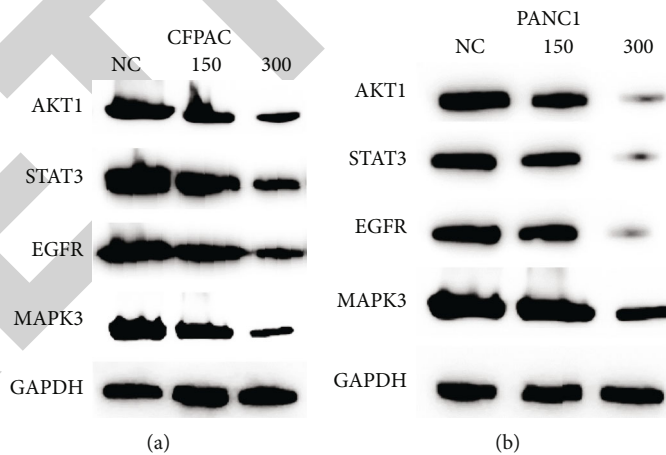 CFPAC
NC 150 300
AKT1
STAT3
EGFR
MAPK3
GAPDH
(a)
PANC1
NC 150 300
AKT1
STAT3
EGFR
MAPK3
GAPDH
(b)